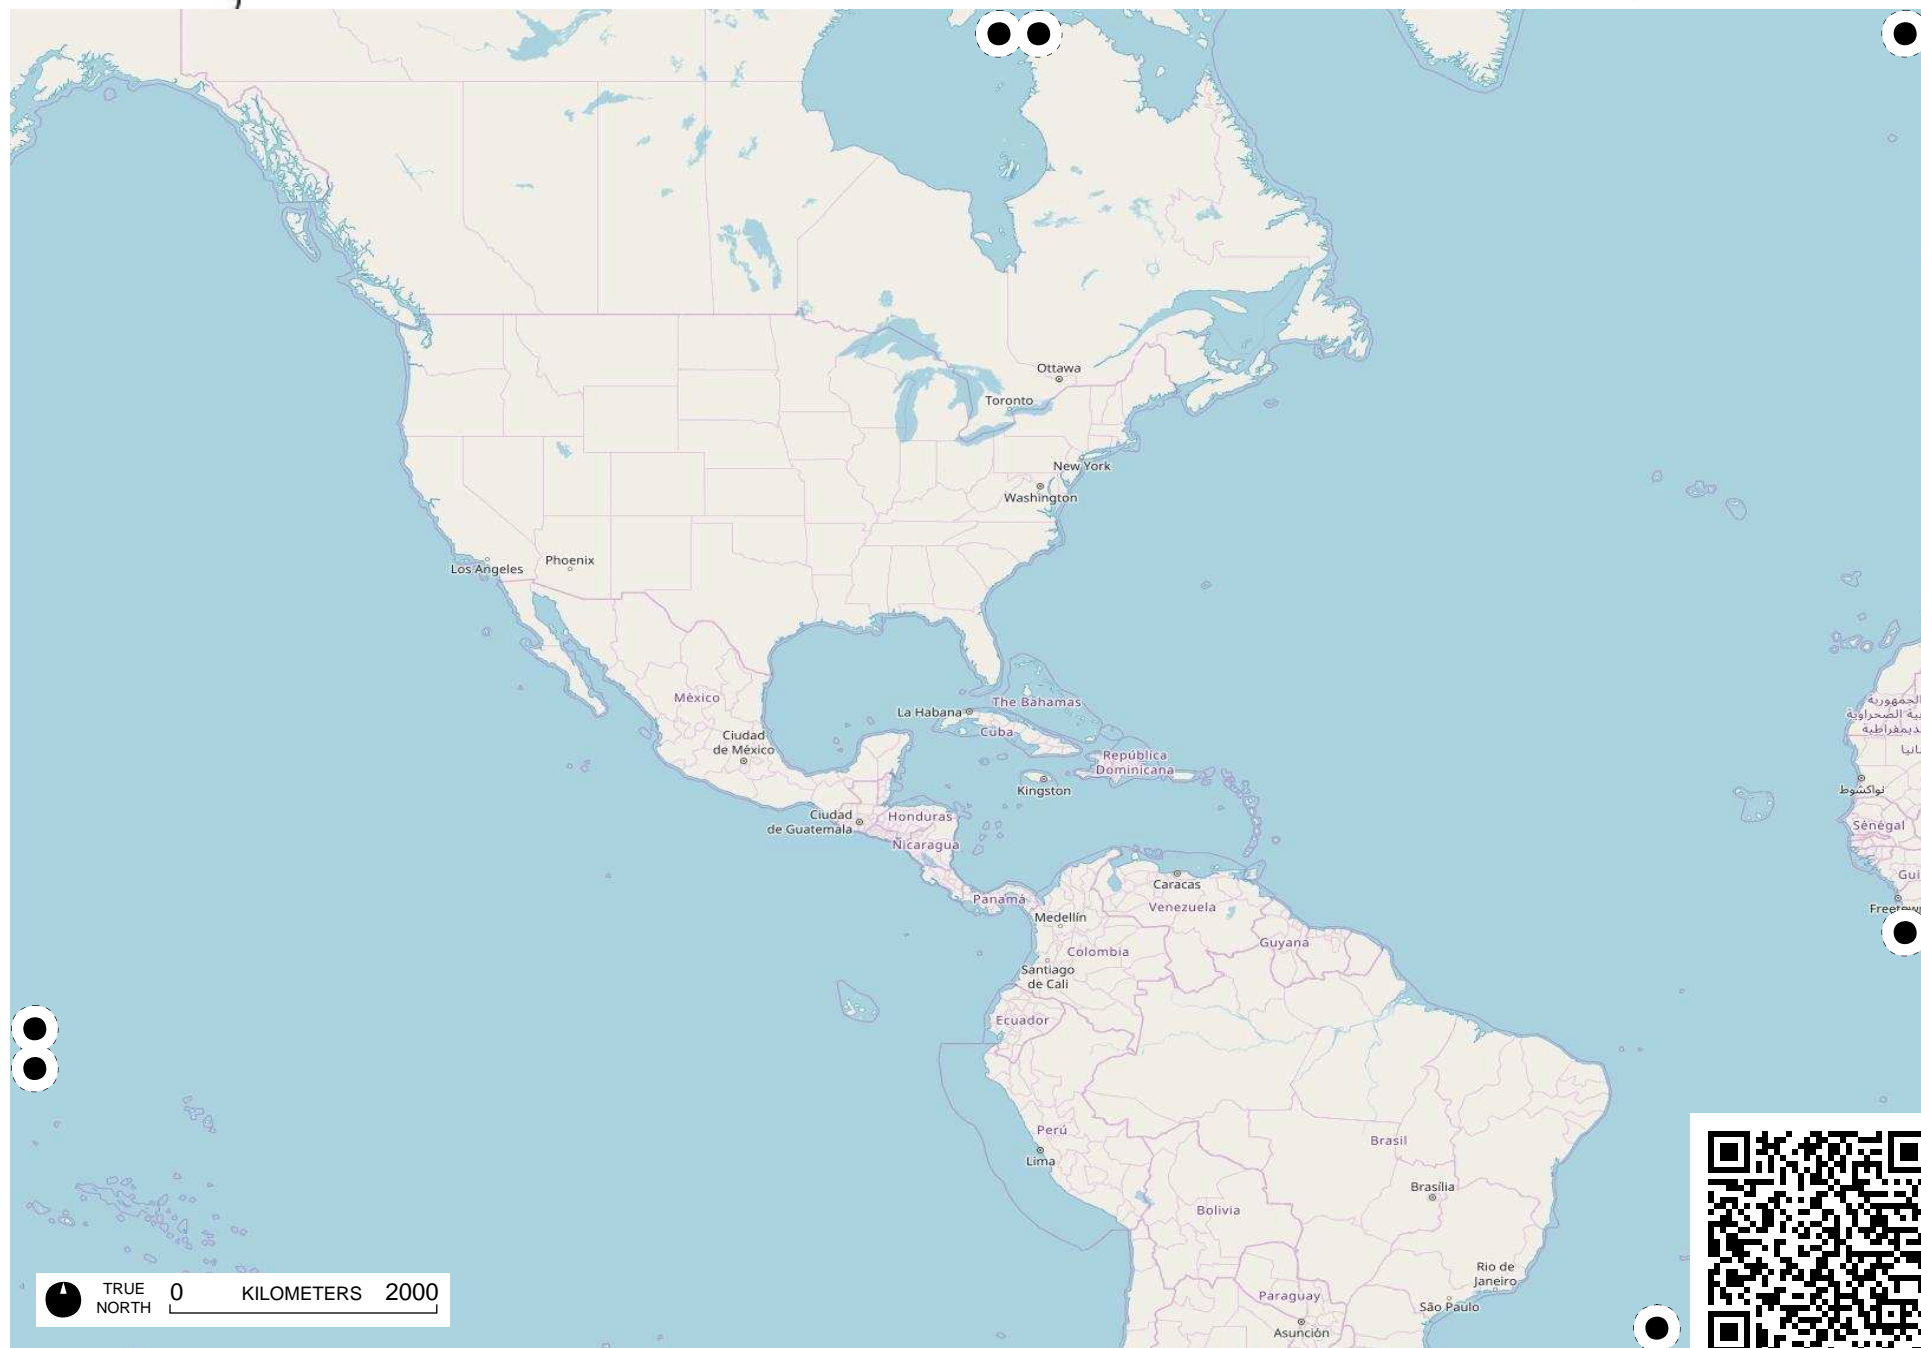 Ottawa
Toronto
New York
Washington
Los Angeles
Phoenix
México
La Habana
The Bahamas
Cuba
Ciudad
de México
República
Dominicana
Kingston
Ciudad
de Guatemala
Honduras
Nicaragua
نواكشوط
Sénégal
Caracas
Panamá
Venezuela
Medellín
Colombia
Guyana
Santiago
de Cali
Ecuador
Perú
Lima
Brasil
Brasília
Bolivia
Rio de
Janeiro
Paraguay
São Paulo
Asunción
TRUE
NORTH
0 KILOMETERS 2000